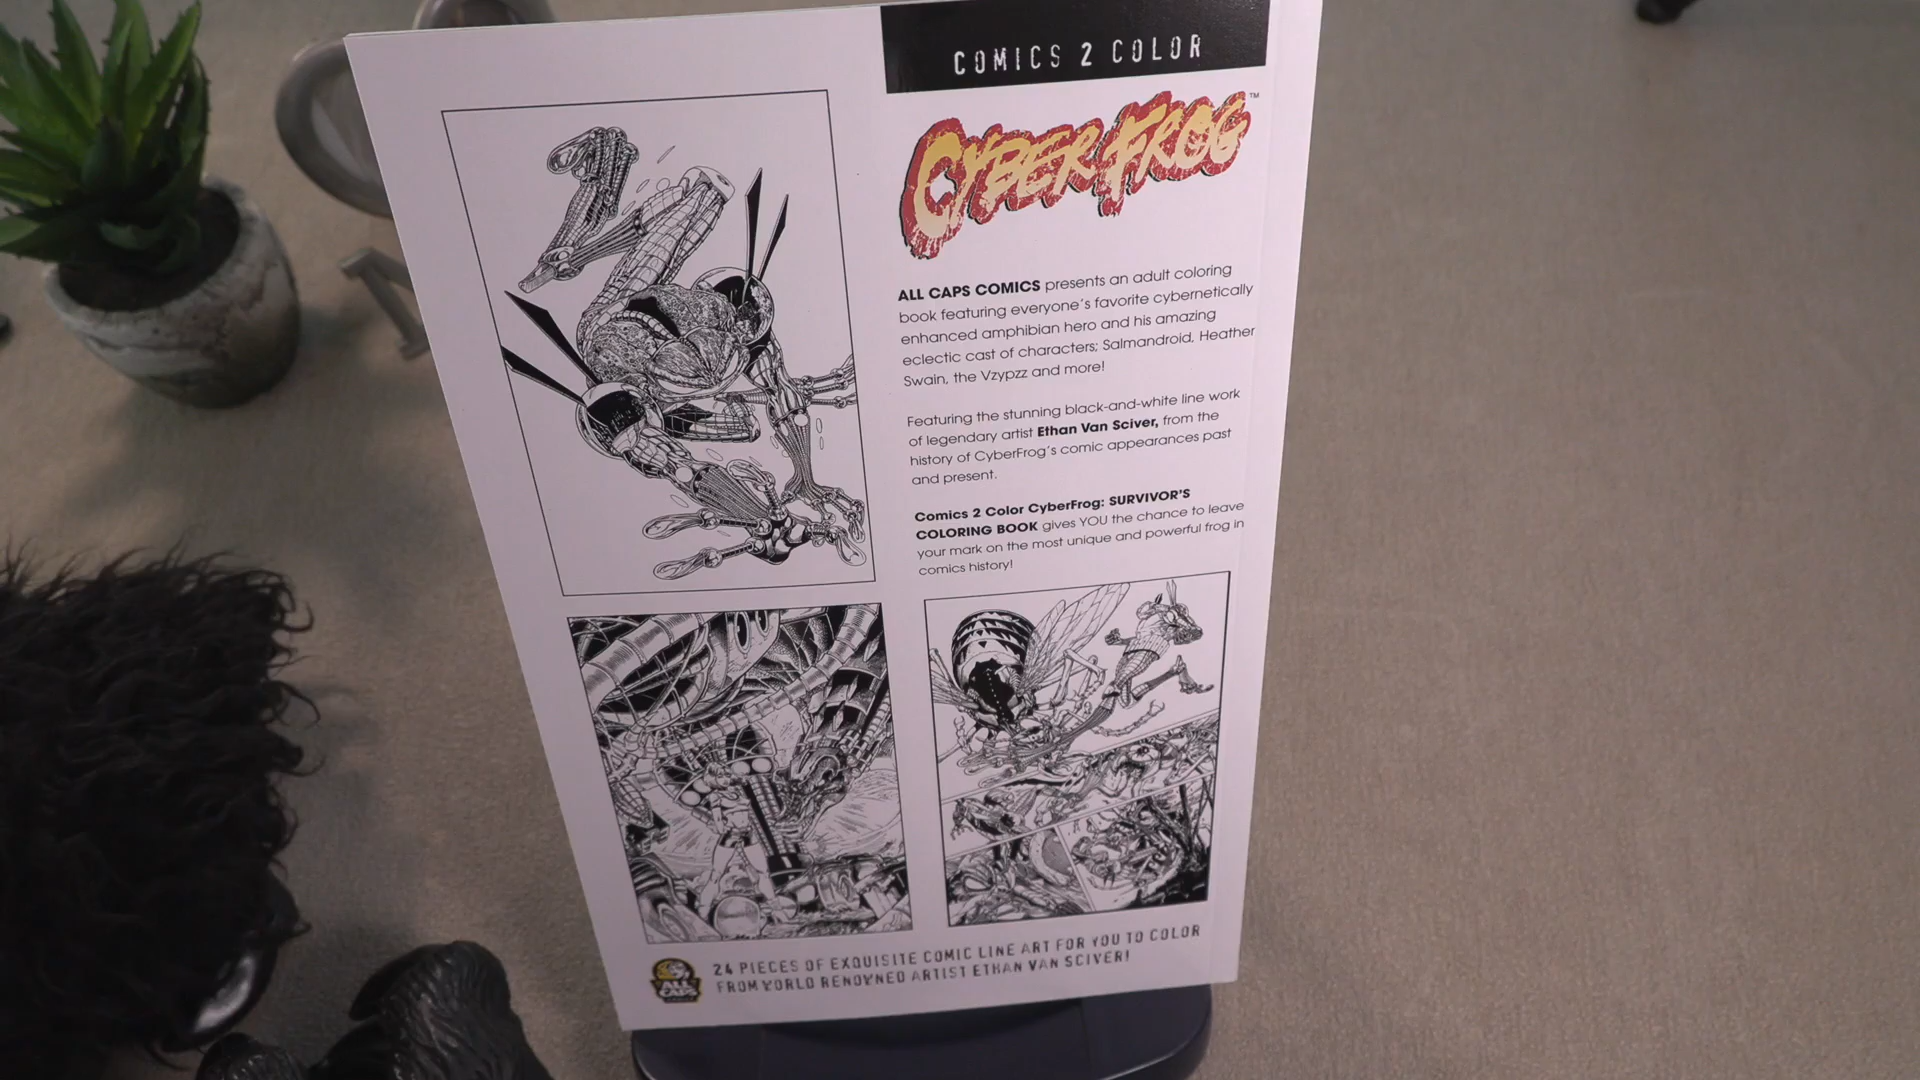 COMICS 2 COLOR
CYBERFROG™
ALL CAPS COMICS presents an adult coloring
book featuring everyone's favorite cybernetically
enhanced amphibian hero and his amazing
eclectic cast of characters; Salmandroid, Heather
Swain, the Vzypzz and more!
Featuring the stunning black-and-white line work
of legendary artist Ethan Van Sciver, from the
history of CyberFrog's comic appearances past
and present.
Comics 2 Color CyberFrog: SURVIVOR'S
COLORING BOOK gives YOU the chance to leave
your mark on the most unique and powerful frog in
comics history!
24 PIECES OF EXQUISITE COMIC LINE ART FOR YOU TO COLOR
FROM WORLD RENOWNED ARTIST ETHAN VAN SCIVER!
ALL
CAPS